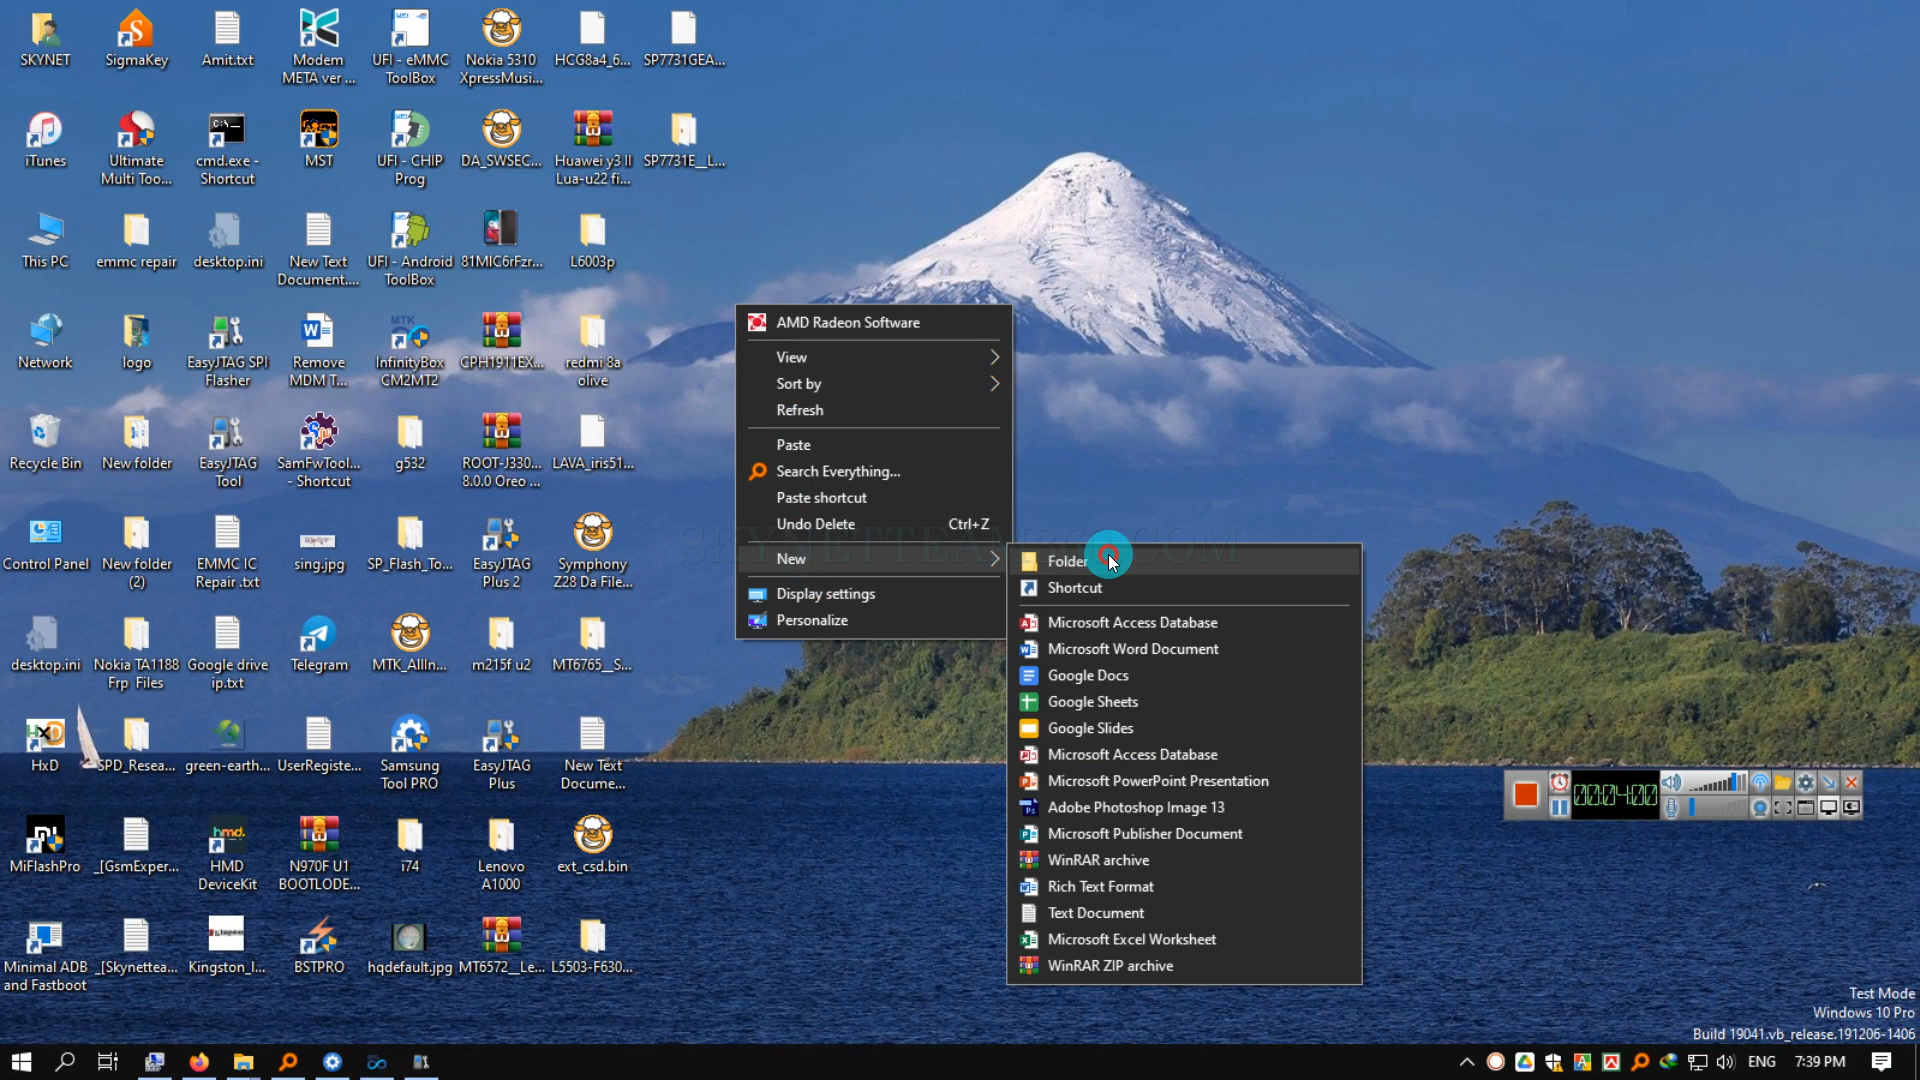 SKYNET
SigmaKey
Amit.txt
Modem
META ver ...
UFI - eMMC
ToolBox
Nokia 5310
XpressMusi...
HCG8a4_6...
SP7731GEA...
iTunes
Ultimate
Multi Too...
cmd.exe -
Shortcut
MST
UFI - CHIP
Prog
DA_SWSEC...
Huawei y3 II
Lua-u22 fi...
SP7731E__L...
This PC
emmc repair
desktop.ini
New Text
Document....
UFI - Android
ToolBox
81MIC6rFzr...
L6003p
Network
logo
EasyJTAG SPI
Flasher
Remove
MDM T...
MTK
InfinityBox
CM2MT2
CPH1911EX...
redmi 8a
olive
Recycle Bin
New folder
EasyJTAG
Tool
SamFwTool...
- Shortcut
g532
ROOT-J330...
8.0.0 Oreo ...
LAVA_iris51...
Control Panel
New folder
(2)
EMMC IC
Repair .txt
sing.jpg
SP_Flash_To...
EasyJTAG
Plus 2
Symphony
Z28 Da File...
desktop.ini
Nokia TA1188
Frp Files
Google drive
ip.txt
Telegram
MTK_AllIn...
m215f u2
MT6765__S...
HxD
SPD_Resea...
green-earth...
UserRegiste...
Samsung
Tool PRO
EasyJTAG
Plus
New Text
Docume...
MiFlashPro
_[GsmExper...
hmd.
HMD
DeviceKit
N970F U1
BOOTLODE...
i74
Lenovo
A1000
ext_csd.bin
Minimal ADB
and Fastboot
_[Skynettea...
Kingston_I...
BSTPRO
hqdefault.jpg
MT6572__Le...
L5503-F630...
AMD Radeon Software
View
Sort by
Refresh
Paste
Search Everything...
Paste shortcut
Undo Delete Ctrl+Z
New
Display settings
Personalize
Folder
Shortcut
Microsoft Access Database
Microsoft Word Document
Google Docs
Google Sheets
Google Slides
Microsoft Access Database
Microsoft PowerPoint Presentation
Adobe Photoshop Image 13
Microsoft Publisher Document
WinRAR archive
Rich Text Format
Text Document
Microsoft Excel Worksheet
WinRAR ZIP archive
00:04:00
Test Mode
Windows 10 Pro
Build 19041.vb_release.191206-1406
ENG
7:39 PM